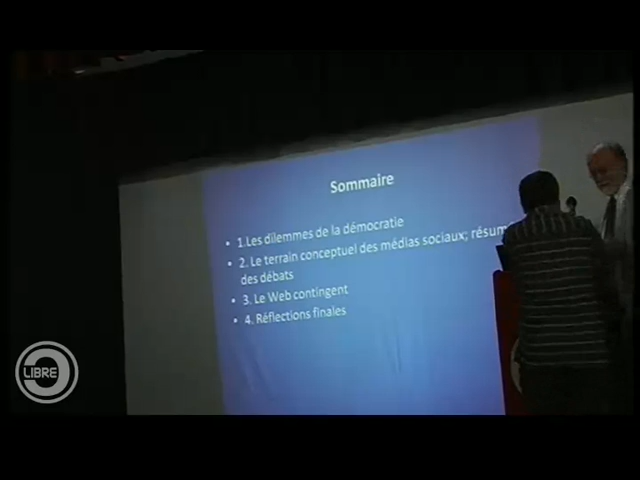 Sommaire
• 1.Les dilemmes de la démocratie
• 2. Le terrain conceptuel des médias sociaux; résumé
des débats
• 3. Le Web contingent
• 4. Réflections finales
LIBRE